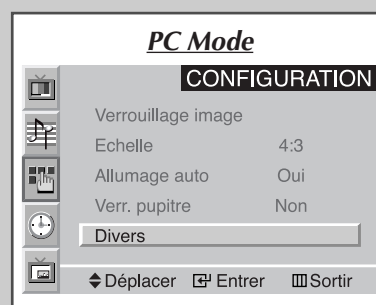 PC Mode
CONFIGURATION
Verrouillage image
Echelle 4:3
Allumage auto Oui
Verr. pupitre Non
Divers
Déplacer Entrer Sortir